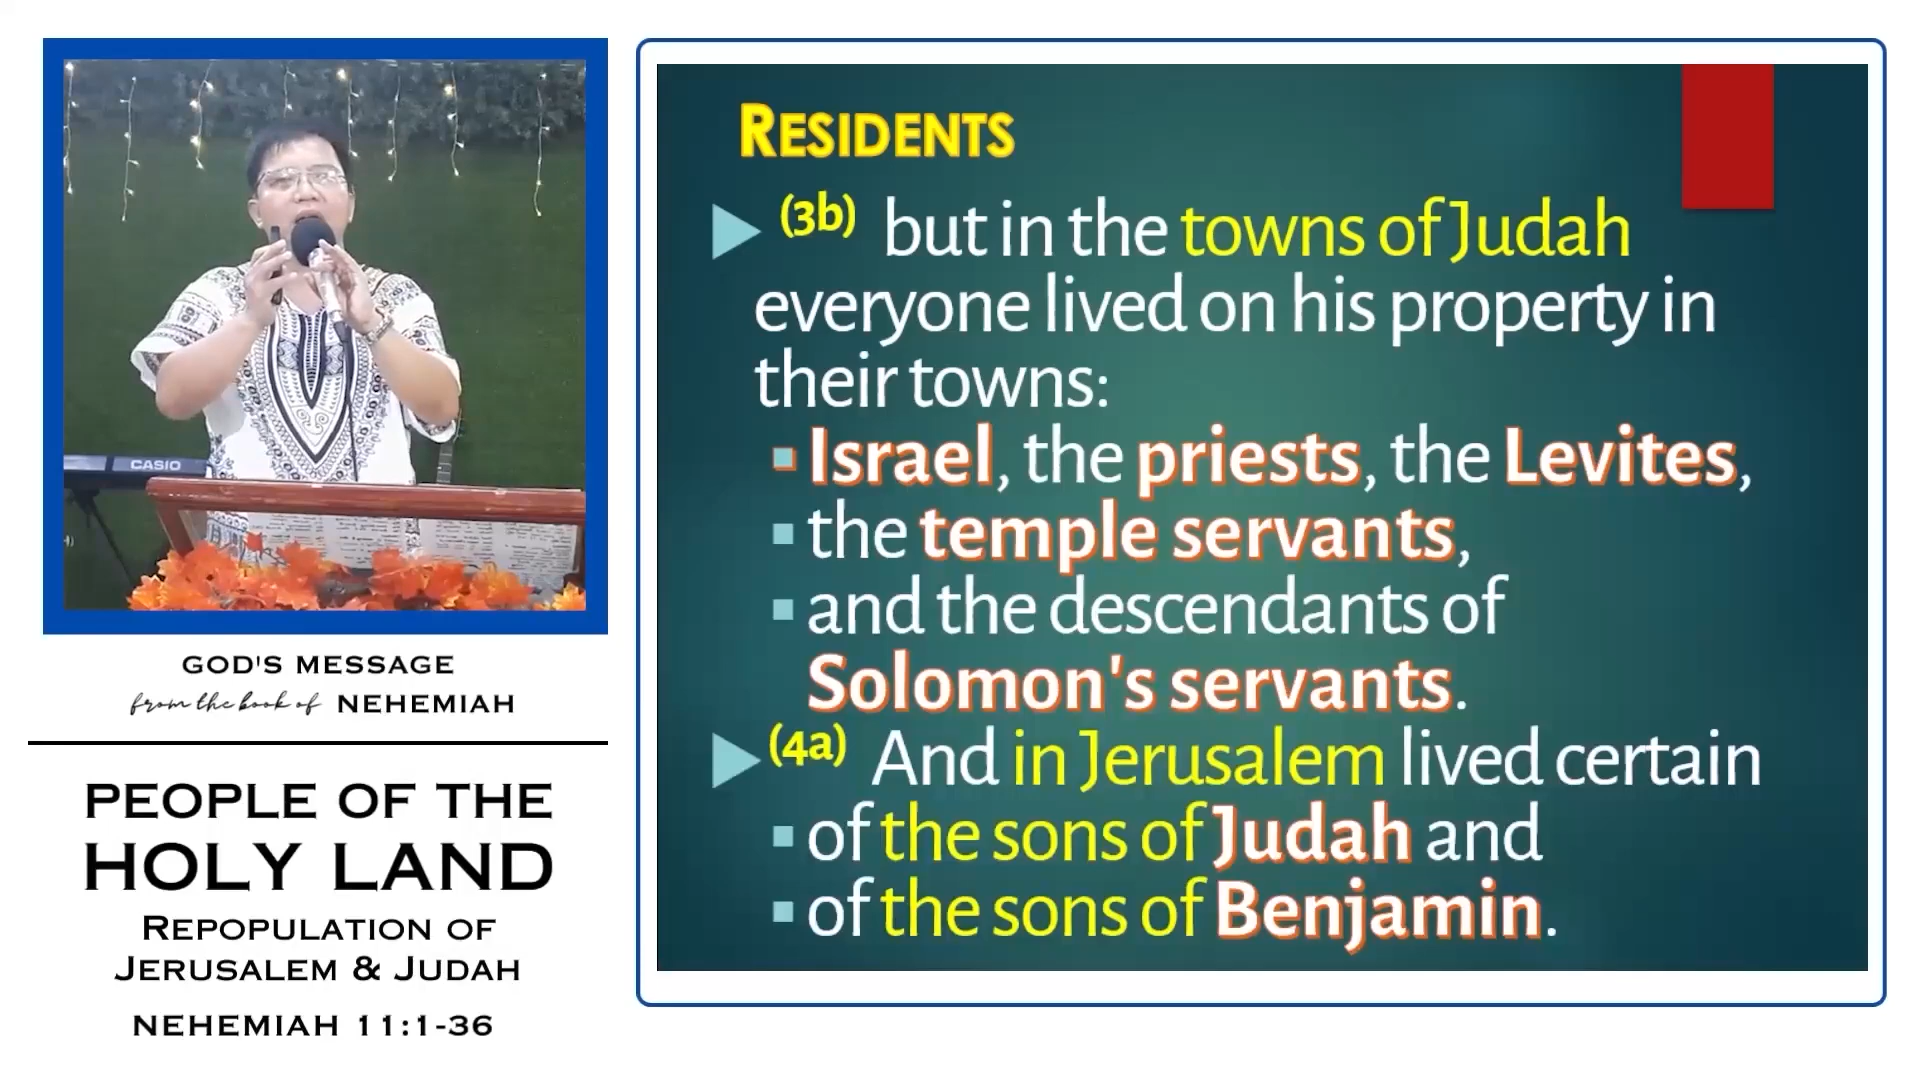 CASIO
GOD'S MESSAGE
from the book of NEHEMIAH
PEOPLE OF THE
HOLY LAND
REPOPULATION OF
JERUSALEM & JUDAH
NEHEMIAH 11:1-36
RESIDENTS
(3b) but in the towns of Judah
everyone lived on his property in
their towns:
Israel, the priests, the Levites,
the temple servants,
and the descendants of
Solomon's servants.
(4a) And in Jerusalem lived certain
of the sons of Judah and
of the sons of Benjamin.